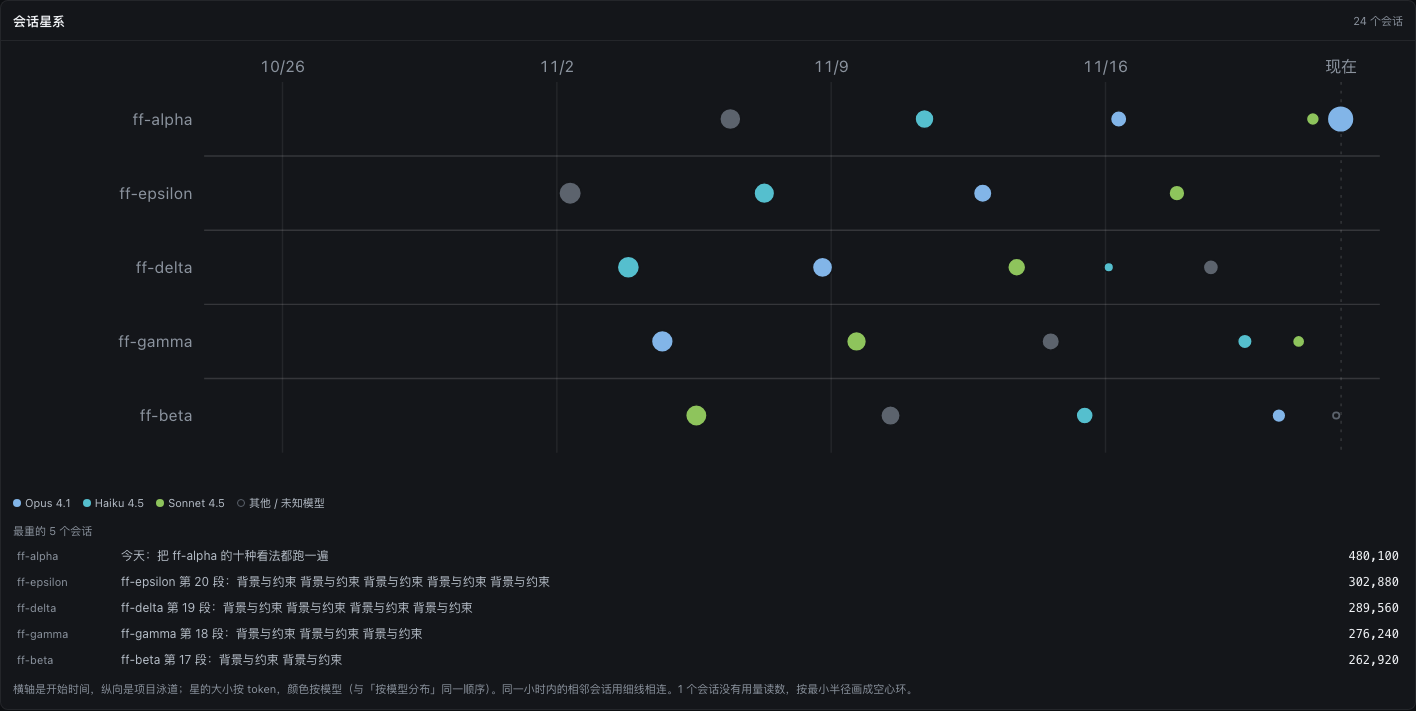 会话星系
24 个会话
10/26 11/2 11/9 11/16 现在
ff-alpha
ff-epsilon
ff-delta
ff-gamma
ff-beta
Opus 4.1 Haiku 4.5 Sonnet 4.5 其他 / 未知模型
最重的 5 个会话
ff-alpha 今天：把 ff-alpha 的十种看法都跑一遍 480,100
ff-epsilon ff-epsilon 第 20 段：背景与约束 背景与约束 背景与约束 背景与约束 背景与约束 302,880
ff-delta ff-delta 第 19 段：背景与约束 背景与约束 背景与约束 背景与约束 289,560
ff-gamma ff-gamma 第 18 段：背景与约束 背景与约束 背景与约束 276,240
ff-beta ff-beta 第 17 段：背景与约束 背景与约束 262,920
横轴是开始时间，纵向是项目泳道；星的大小按 token，颜色按模型（与「按模型分布」同一顺序）。同一小时内的相邻会话用细线相连。1 个会话没有用量读数，按最小半径画成空心环。